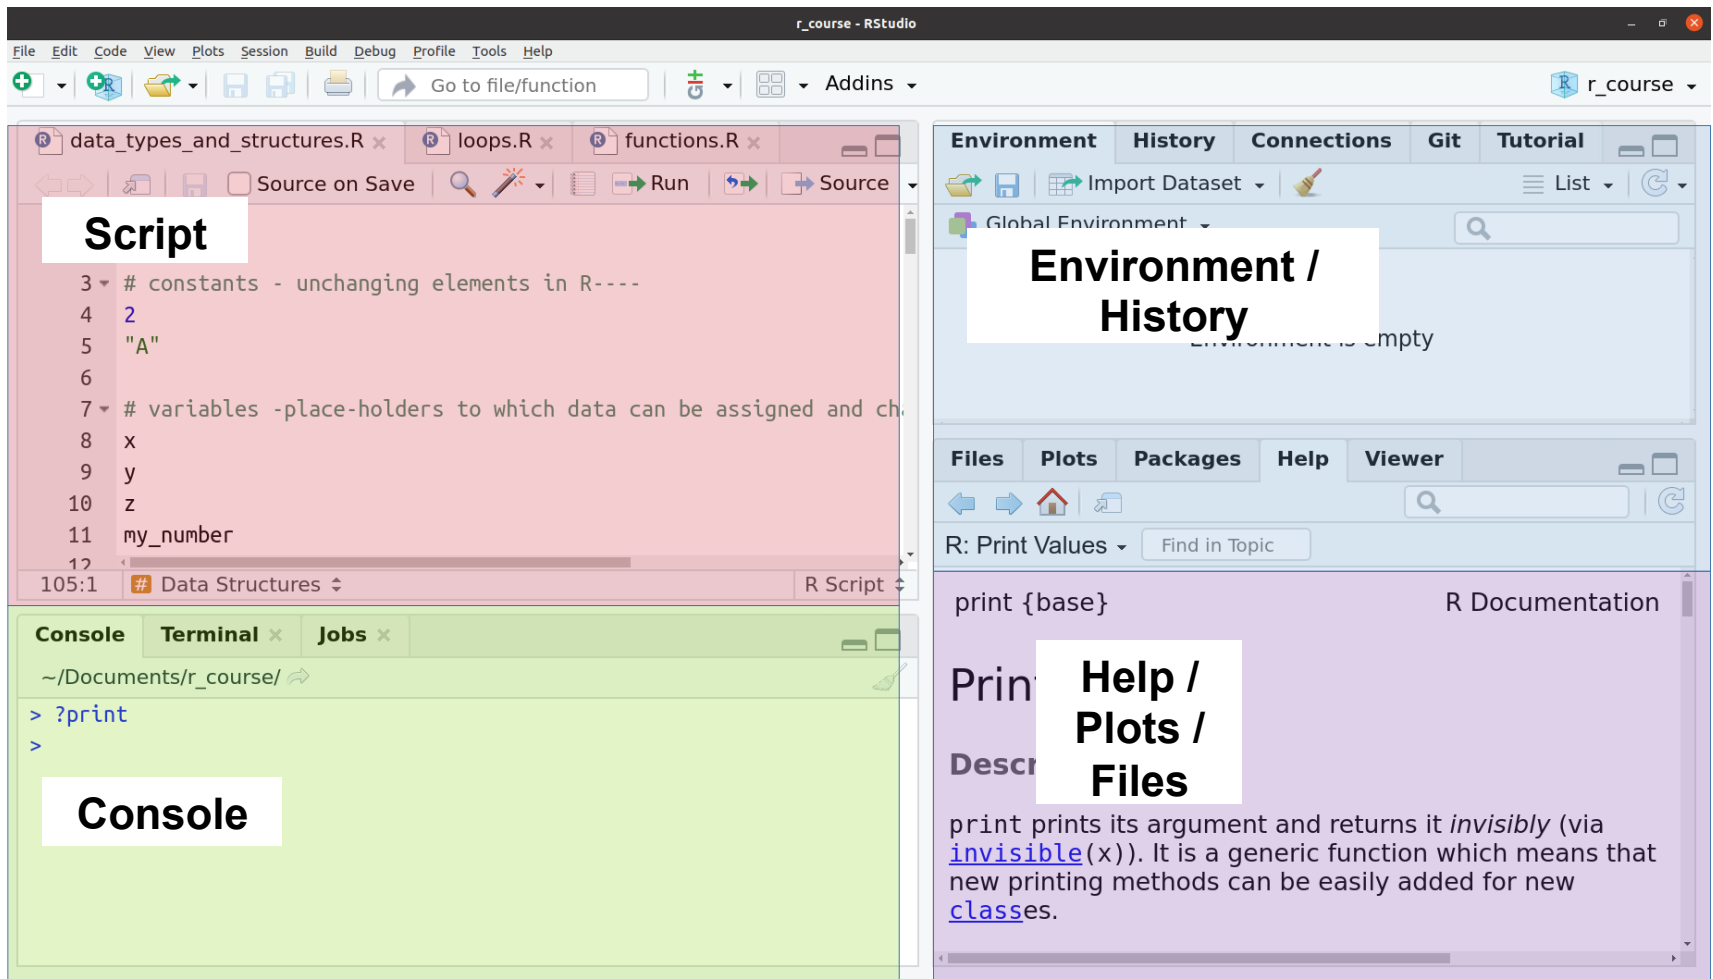 r_course - RStudio
File Edit Code View Plots Session Build Debug Profile Tools Help
Go to file/function Git Addins
R r_course
data_types_and_structures.R loops.R functions.R
Source on Save Run Source
Script
3 # constants - unchanging elements in R----
4 2
5 "A"
6
7 # variables -place-holders to which data can be assigned and
8 x
9 y
10 z
11 my_number
12
105:1 # Data Structures R Script
Console Terminal Jobs
~/Documents/r_course/
> ?print
>
Console
Environment History Connections Git Tutorial
Import Dataset List
Global Environment
Environment /
History
Environment is empty
Files Plots Packages Help Viewer
R: Print Values Find in Topic
print {base} R Documentation
Help /
Plots /
Files
print prints its argument and returns it invisibly (via
invisible(x)). It is a generic function which means that
new printing methods can be easily added for new
classes.